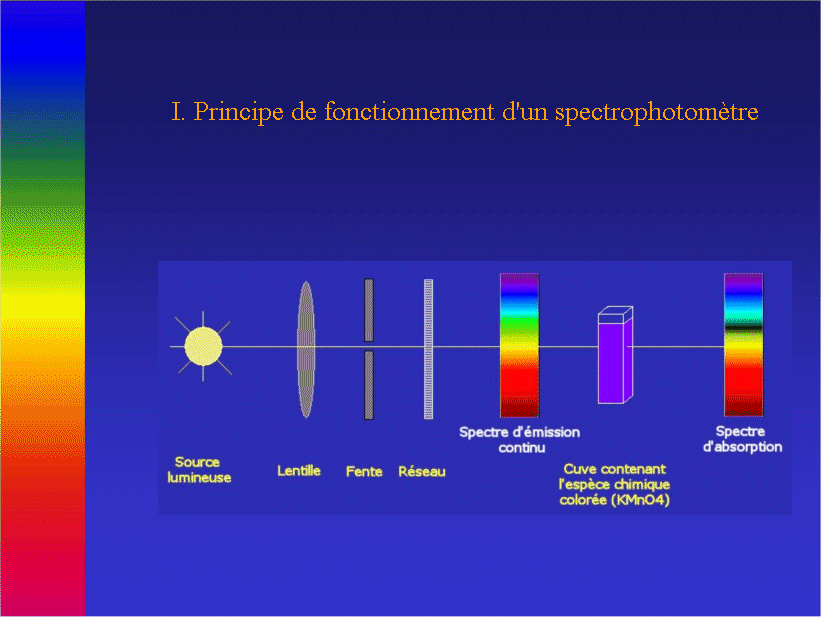 I. Principe de fonctionnement d'un spectrophotomètre
Spectre d'émission
continu
Spectre
d'absorption
Source
lumineuse
Lentille
Fente
Réseau
Cuve contenant
l'espèce chimique
colorée (KMnO4)